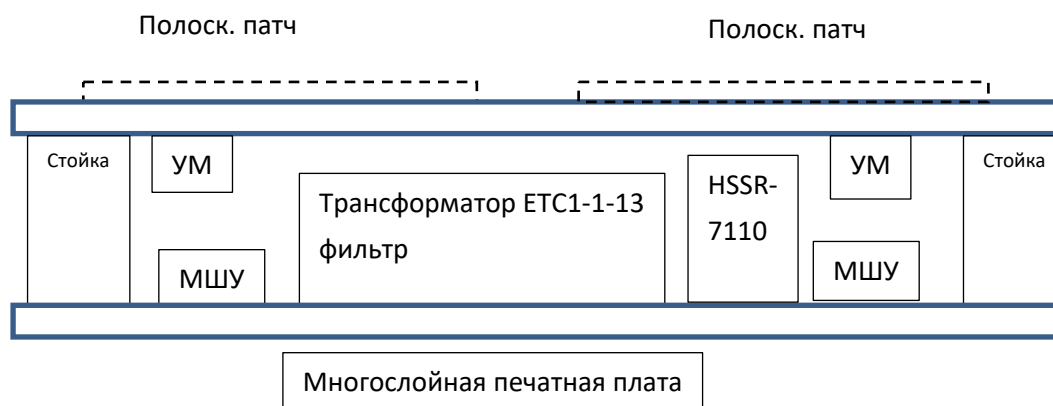 Полоск. патч
Полоск. патч
Стойка
УМ
HSSR-
7110
УМ
Стойка
Трансформатор ETC1-1-13
фильтр
МШУ
МШУ
Многослойная печатная плата